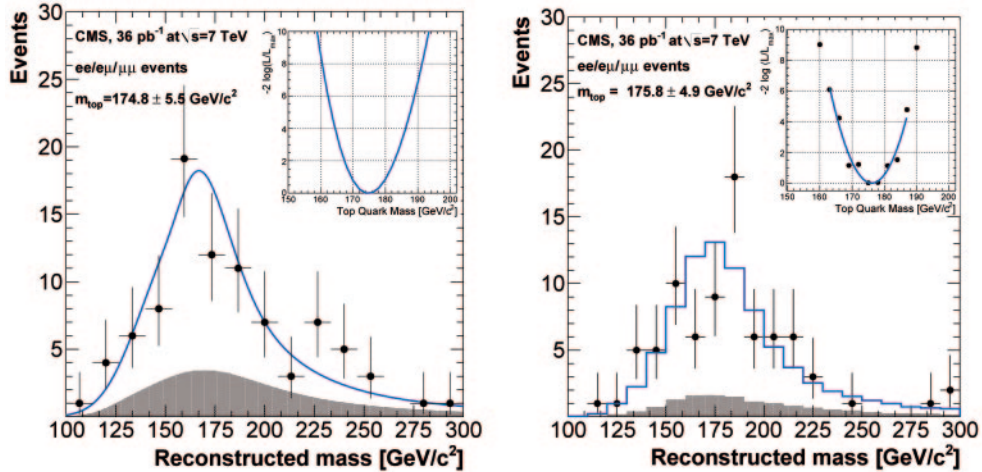 Events
30
25
20
15
10
5
CMS, 36 pb⁻¹ at √s=7 TeV
ee/eμ/μμ events
m_top=174.8 ± 5.5 GeV/c²
-2 log(L/L_max)
10
8
6
4
2
0
150 160 170 180 190 200
Top Quark Mass [GeV/c²]
100 125 150 175 200 225 250 275 300
Reconstructed mass [GeV/c²]
Events
30
25
20
15
10
5
CMS, 36 pb⁻¹ at √s=7 TeV
ee/eμ/μμ events
m_top = 175.8 ± 4.9 GeV/c²
-2 log (L/L_max)
10
8
6
4
2
0
150 160 170 180 190 200
Top Quark Mass [GeV/c²]
100 125 150 175 200 225 250 275 300
Reconstructed mass [GeV/c²]